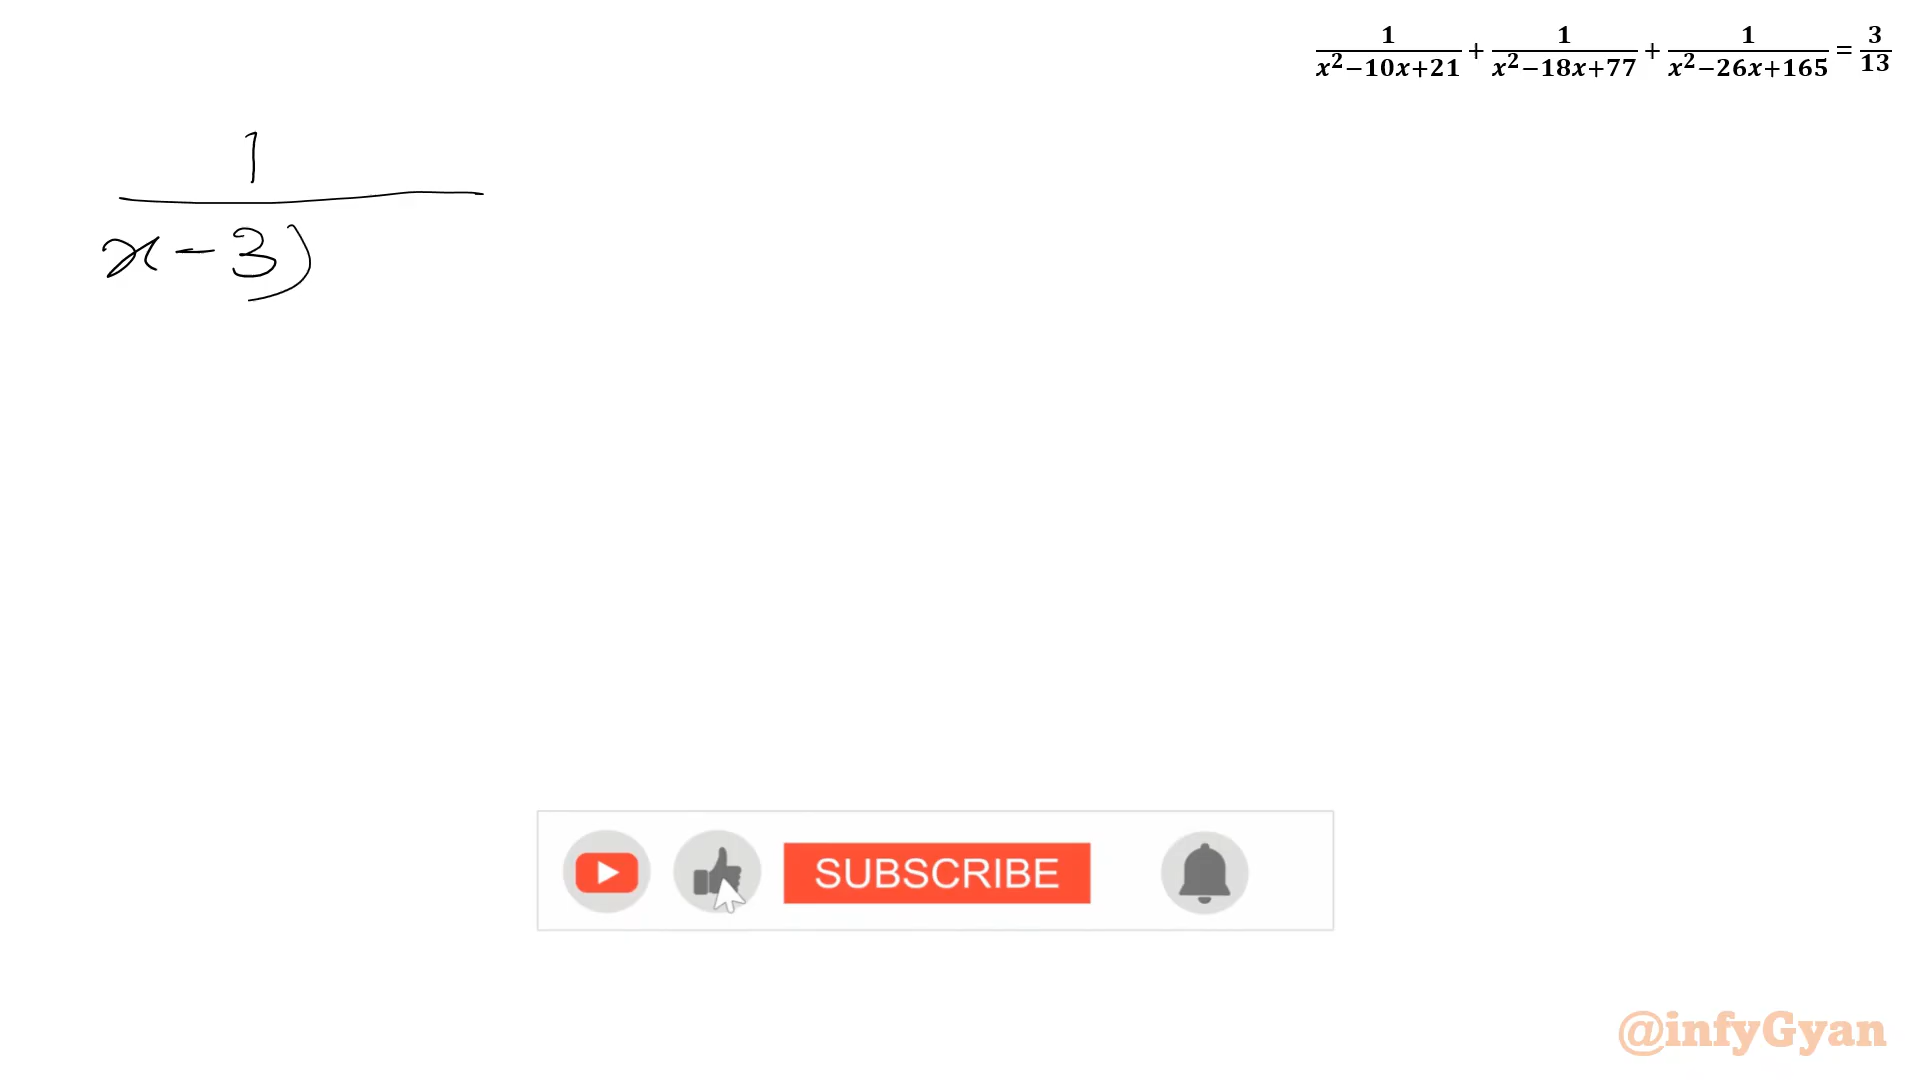 1/(x²−10x+21) + 1/(x²−18x+77) + 1/(x²−26x+165) = 3/13
1
x − 3)
SUBSCRIBE
@infyGyan